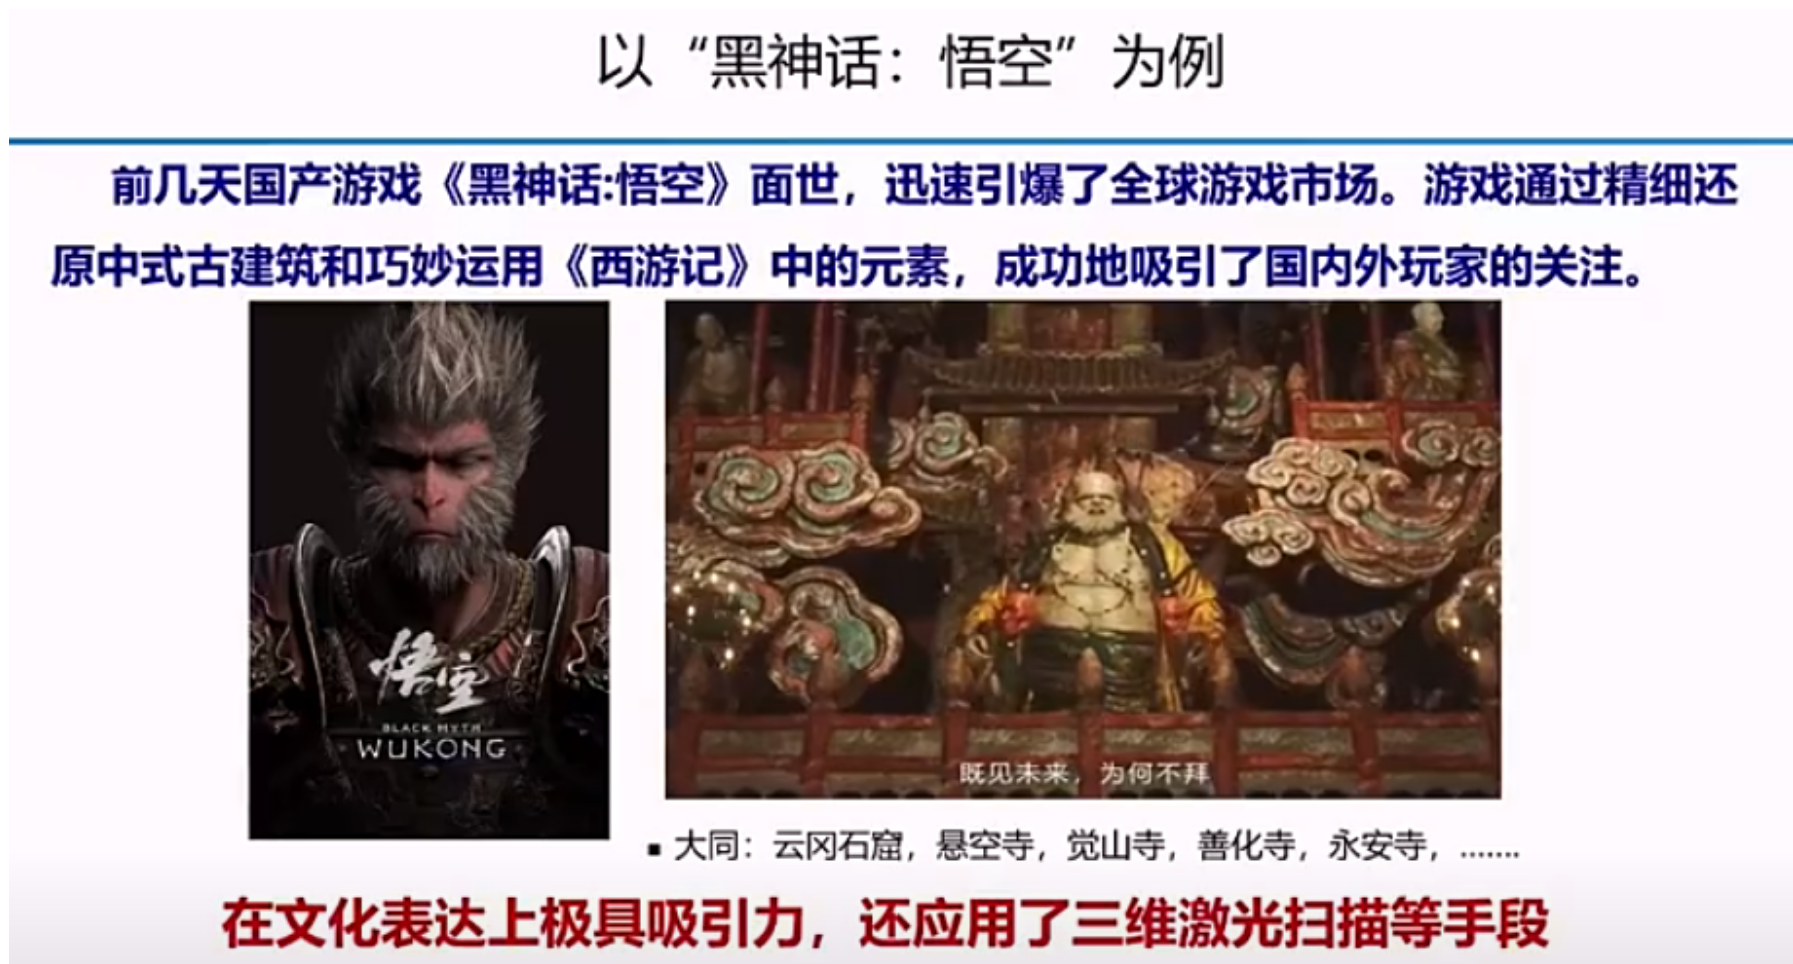 以“黑神话：悟空”为例
前几天国产游戏《黑神话:悟空》面世，迅速引爆了全球游戏市场。游戏通过精细还
原中式古建筑和巧妙运用《西游记》中的元素，成功地吸引了国内外玩家的关注。
悟空
BLACK MYTH
WUKONG
既见未来，为何不拜
▪ 大同：云冈石窟，悬空寺，觉山寺，善化寺，永安寺，.......
在文化表达上极具吸引力，还应用了三维激光扫描等手段